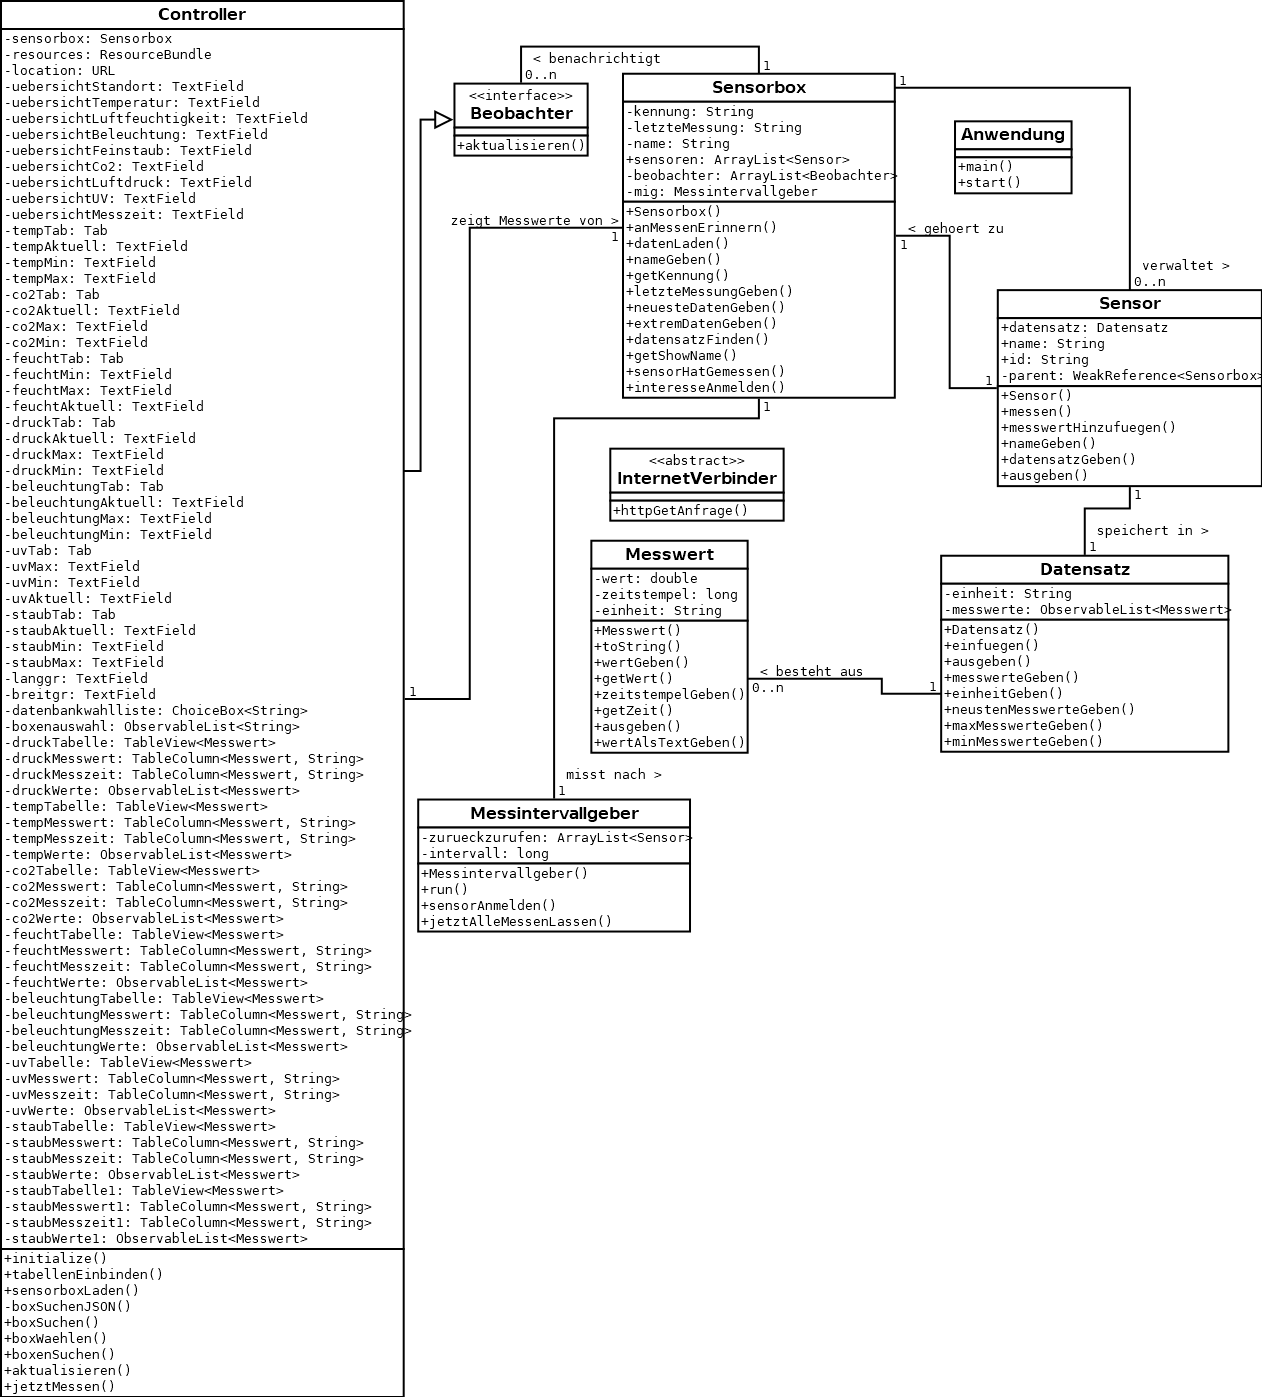 Controller
-sensorbox: Sensorbox
-resources: ResourceBundle
-location: URL
-uebersichtStandort: TextField
-uebersichtTemperatur: TextField
-uebersichtLuftfeuchtigkeit: TextField
-uebersichtBeleuchtung: TextField
-uebersichtFeinstaub: TextField
-uebersichtCo2: TextField
-uebersichtLuftdruck: TextField
-uebersichtUV: TextField
-uebersichtMesszeit: TextField
-tempTab: Tab
-tempAktuell: TextField
-tempMin: TextField
-tempMax: TextField
-co2Tab: Tab
-co2Aktuell: TextField
-co2Max: TextField
-co2Min: TextField
-feuchtTab: Tab
-feuchtMin: TextField
-feuchtMax: TextField
-feuchtAktuell: TextField
-druckTab: Tab
-druckAktuell: TextField
-druckMax: TextField
-druckMin: TextField
-beleuchtungTab: Tab
-beleuchtungAktuell: TextField
-beleuchtungMax: TextField
-beleuchtungMin: TextField
-uvTab: Tab
-uvMax: TextField
-uvMin: TextField
-uvAktuell: TextField
-staubTab: Tab
-staubAktuell: TextField
-staubMin: TextField
-staubMax: TextField
-langgr: TextField
-breitgr: TextField
-datenbankwahlliste: ChoiceBox<String>
-boxenauswahl: ObservableList<String>
-druckTabelle: TableView<Messwert>
-druckMesswert: TableColumn<Messwert, String>
-druckMesszeit: TableColumn<Messwert, String>
-druckWerte: ObservableList<Messwert>
-tempTabelle: TableView<Messwert>
-tempMesswert: TableColumn<Messwert, String>
-tempMesszeit: TableColumn<Messwert, String>
-tempWerte: ObservableList<Messwert>
-co2Tabelle: TableView<Messwert>
-co2Messwert: TableColumn<Messwert, String>
-co2Messzeit: TableColumn<Messwert, String>
-co2Werte: ObservableList<Messwert>
-feuchtTabelle: TableView<Messwert>
-feuchtMesswert: TableColumn<Messwert, String>
-feuchtMesszeit: TableColumn<Messwert, String>
-feuchtWerte: ObservableList<Messwert>
-beleuchtungTabelle: TableView<Messwert>
-beleuchtungMesswert: TableColumn<Messwert, String>
-beleuchtungMesszeit: TableColumn<Messwert, String>
-beleuchtungWerte: ObservableList<Messwert>
-uvTabelle: TableView<Messwert>
-uvMesswert: TableColumn<Messwert, String>
-uvMesszeit: TableColumn<Messwert, String>
-uvWerte: ObservableList<Messwert>
-staubTabelle: TableView<Messwert>
-staubMesswert: TableColumn<Messwert, String>
-staubMesszeit: TableColumn<Messwert, String>
-staubWerte: ObservableList<Messwert>
-staubTabelle1: TableView<Messwert>
-staubMesswert1: TableColumn<Messwert, String>
-staubMesszeit1: TableColumn<Messwert, String>
-staubWerte1: ObservableList<Messwert>
+initialize()
+tabellenEinbinden()
+sensorboxLaden()
-boxSuchenJSON()
+boxSuchen()
+boxWaehlen()
+boxenSuchen()
+aktualisieren()
+jetztMessen()
< benachrichtigt
0..n
1
<<interface>>
Beobachter
+aktualisieren()
zeigt Messwerte von >
1
1
Sensorbox
-kennung: String
-letzteMessung: String
-name: String
+sensoren: ArrayList<Sensor>
-beobachter: ArrayList<Beobachter>
-mig: Messintervallgeber
+Sensorbox()
+anMessenErinnern()
+datenLaden()
+nameGeben()
+getKennung()
+letzteMessungGeben()
+neuesteDatenGeben()
+extremDatenGeben()
+datensatzFinden()
+getShowName()
+sensorHatGemessen()
+interesseAnmelden()
1
Anwendung
+main()
+start()
< gehoert zu
1
1
verwaltet >
0..n
Sensor
+datensatz: Datensatz
+name: String
+id: String
-parent: WeakReference<Sensorbox>
+Sensor()
+messen()
+messwertHinzufuegen()
+nameGeben()
+datensatzGeben()
+ausgeben()
1
speichert in >
1
1
<<abstract>>
InternetVerbinder
+httpGetAnfrage()
Messwert
-wert: double
-zeitstempel: long
-einheit: String
+Messwert()
+toString()
+wertGeben()
+getWert()
+zeitstempelGeben()
+getZeit()
+ausgeben()
+wertAlsTextGeben()
< besteht aus
0..n
1
Datensatz
-einheit: String
-messwerte: ObservableList<Messwert>
+Datensatz()
+einfuegen()
+ausgeben()
+messwerteGeben()
+einheitGeben()
+neustenMesswerteGeben()
+maxMesswerteGeben()
+minMesswerteGeben()
misst nach >
1
Messintervallgeber
-zurueckzurufen: ArrayList<Sensor>
-intervall: long
+Messintervallgeber()
+run()
+sensorAnmelden()
+jetztAlleMessenLassen()